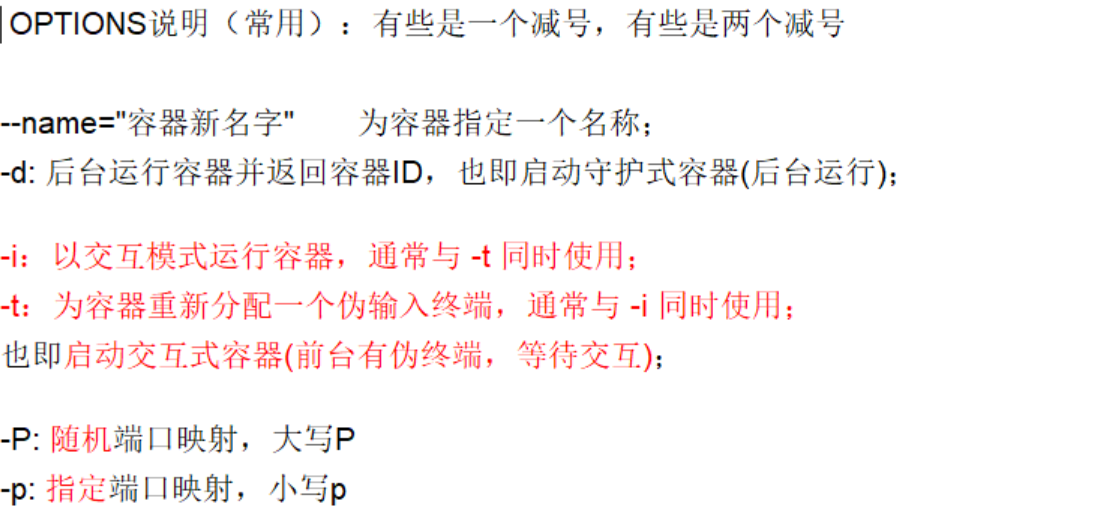 OPTIONS说明（常用）：有些是一个减号，有些是两个减号
--name="容器新名字" 为容器指定一个名称；
-d: 后台运行容器并返回容器ID，也即启动守护式容器(后台运行)；
-i：以交互模式运行容器，通常与 -t 同时使用；
-t：为容器重新分配一个伪输入终端，通常与 -i 同时使用；
也即启动交互式容器(前台有伪终端，等待交互)；
-P: 随机端口映射，大写P
-p: 指定端口映射，小写p